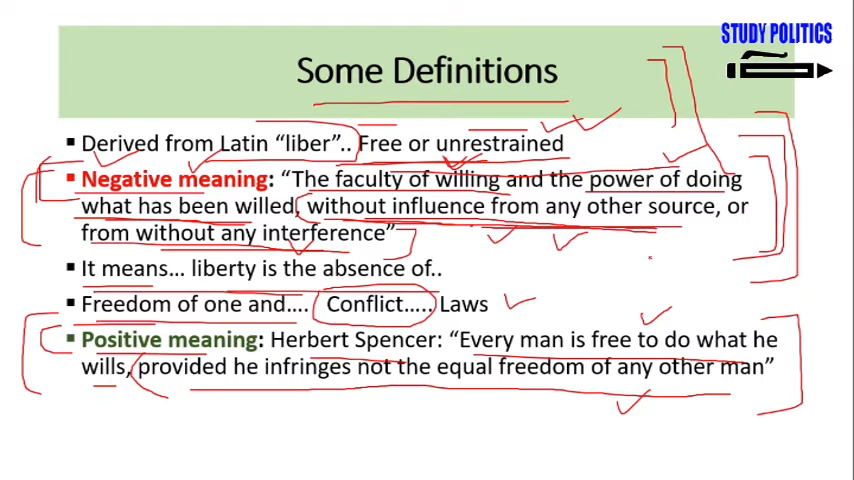 STUDY POLITICS
Some Definitions
▪ Derived from Latin “liber”.. Free or unrestrained
▪ Negative meaning: “The faculty of willing and the power of doing
what has been willed, without influence from any other source, or
from without any interference”
▪ It means… liberty is the absence of..
▪ Freedom of one and…. Conflict….. Laws
▪ Positive meaning: Herbert Spencer: “Every man is free to do what he
wills, provided he infringes not the equal freedom of any other man”